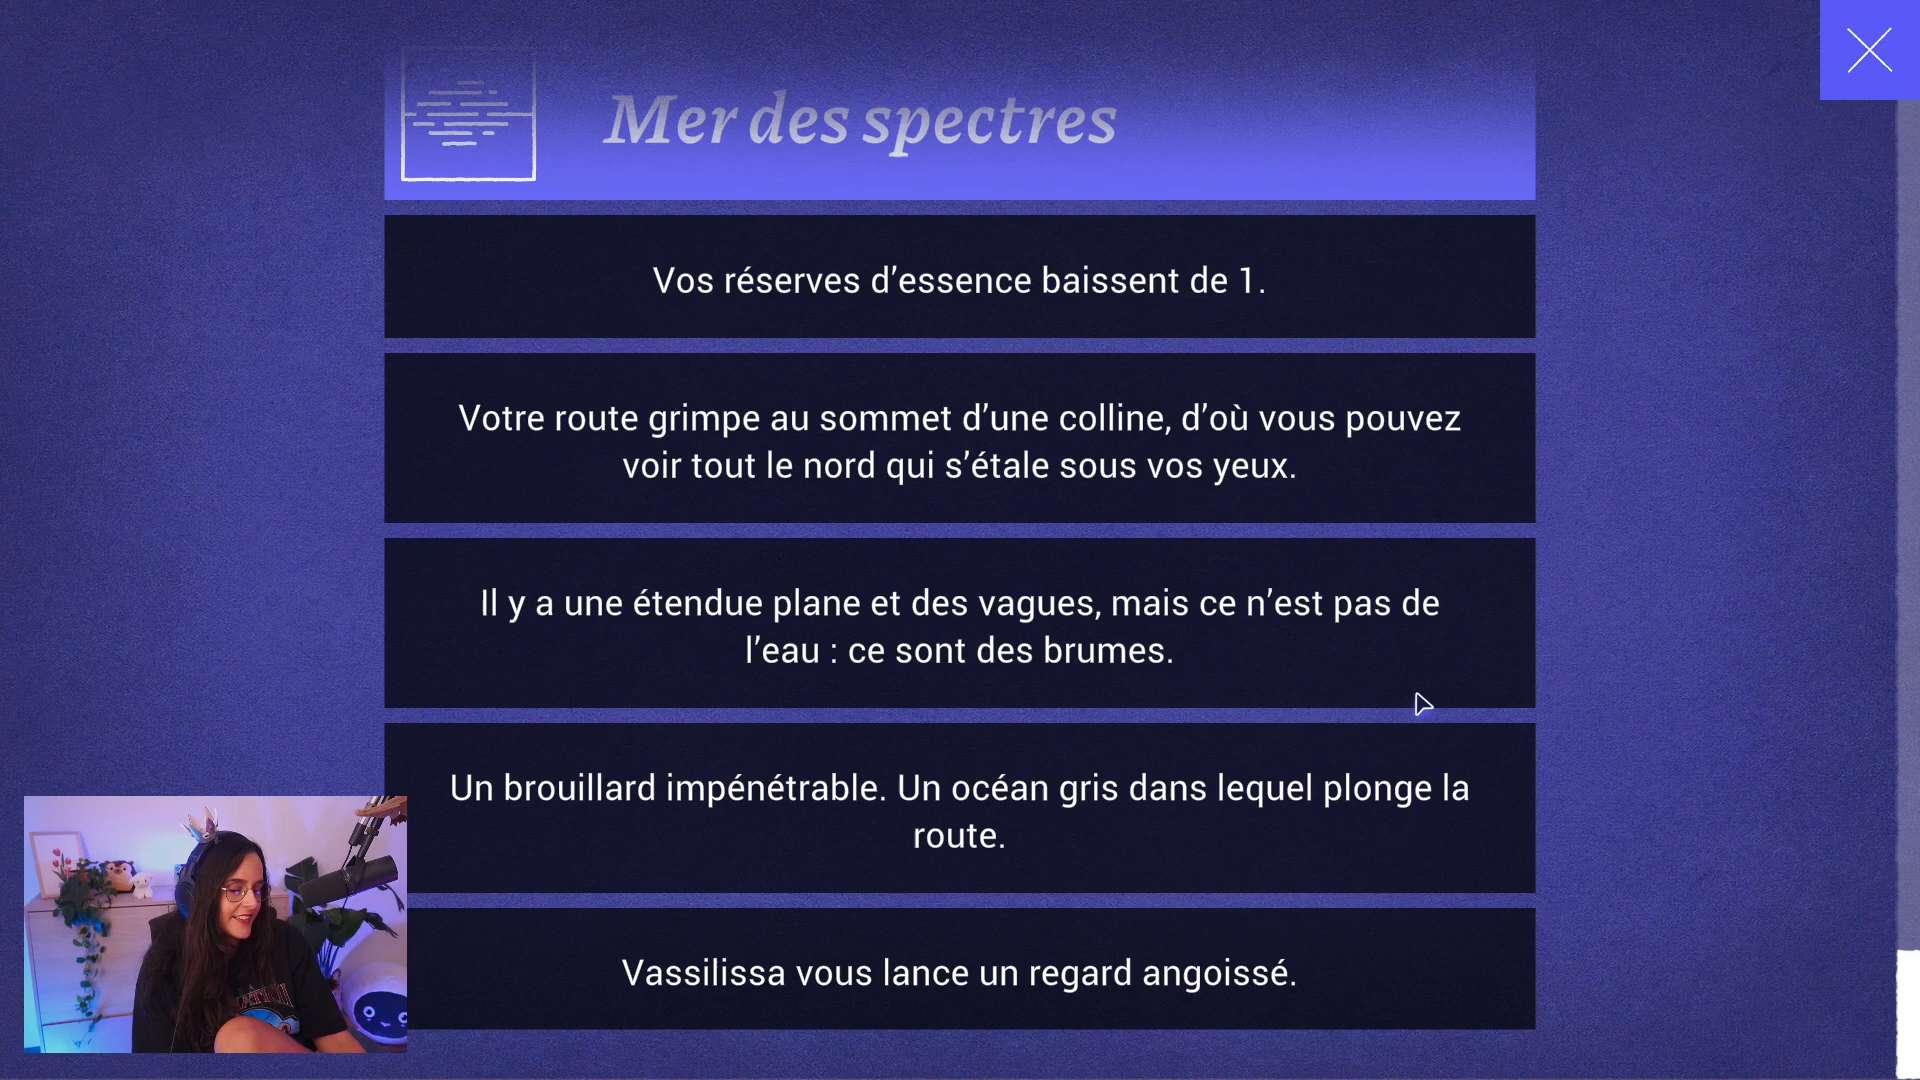 Mer des spectres
Vos réserves d’essence baissent de 1.
Votre route grimpe au sommet d’une colline, d’où vous pouvez
voir tout le nord qui s’étale sous vos yeux.
Il y a une étendue plane et des vagues, mais ce n’est pas de
l’eau : ce sont des brumes.
Un brouillard impénétrable. Un océan gris dans lequel plonge la
route.
Vassilissa vous lance un regard angoissé.